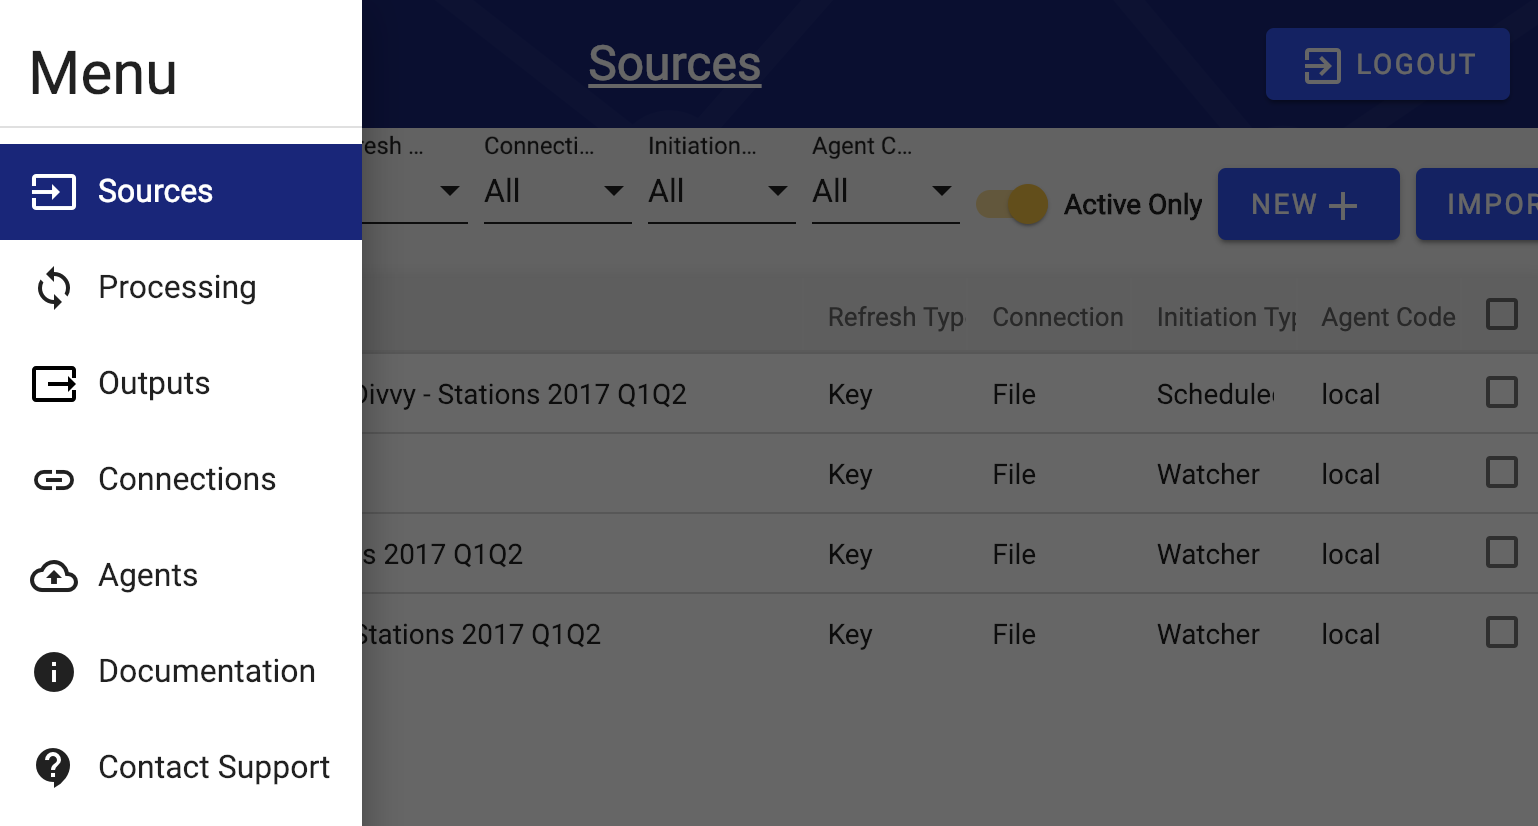 Menu
Sources
Processing
Outputs
Connections
Agents
Documentation
Contact Support
Sources
LOGOUT
esh ...
Connecti...
Initiation...
Agent C...
All
All
All
Active Only
NEW
IMPOR
Refresh Typ
Connection
Initiation Typ
Agent Code
Divvy - Stations 2017 Q1Q2
Key
File
Schedule
local
Key
File
Watcher
local
s 2017 Q1Q2
Key
File
Watcher
local
Stations 2017 Q1Q2
Key
File
Watcher
local